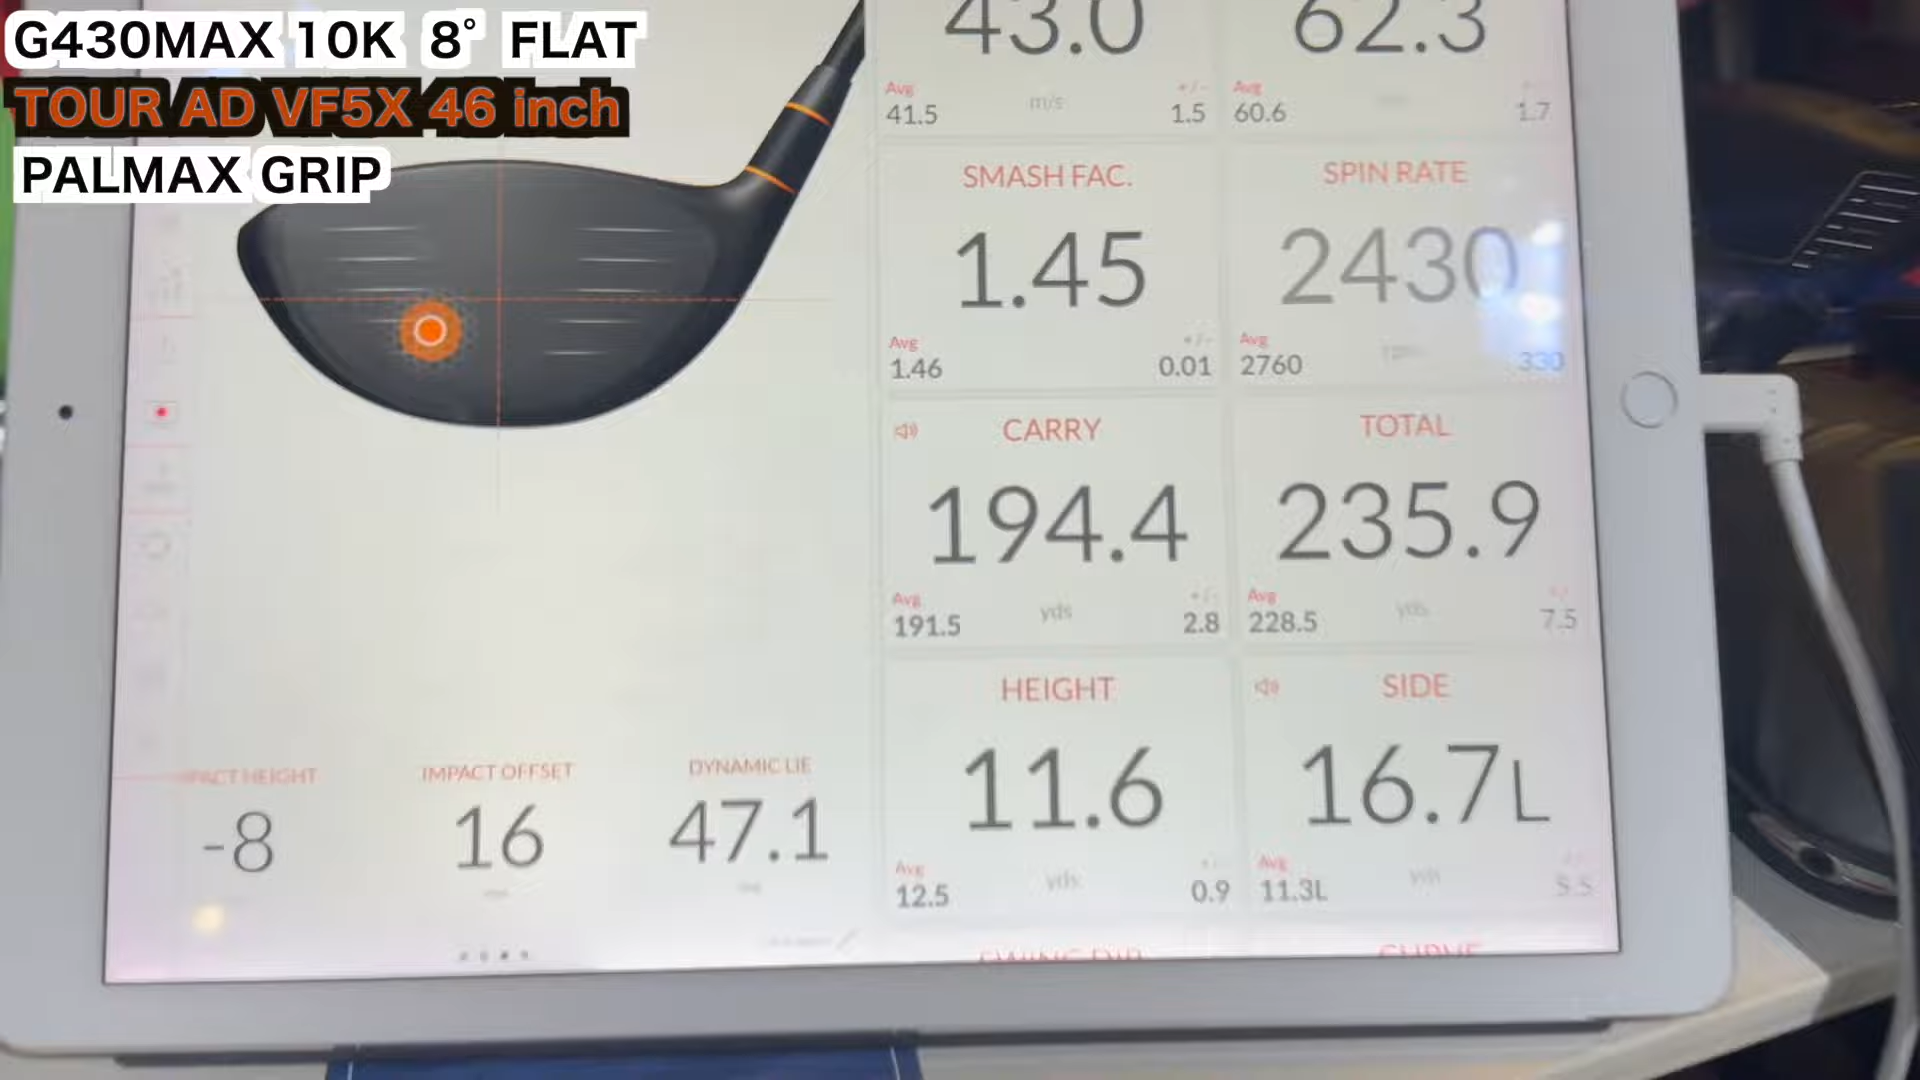 G430MAX 10K 8° FLAT
TOUR AD VF5X 46 inch
PALMAX GRIP
43.0
Avg
41.5
m/s
+/-
1.5
62.3
Avg
60.6
1.7
SMASH FAC.
1.45
Avg
1.46
+/-
0.01
SPIN RATE
2430
Avg
2760
rpm
330
CARRY
194.4
Avg
191.5
yds
+/-
2.8
TOTAL
235.9
Avg
228.5
yds
+/-
7.5
HEIGHT
11.6
Avg
12.5
yds
+/-
0.9
SIDE
16.7L
Avg
11.3L
yds
5.5
IMPACT OFFSET
16
DYNAMIC LIE
47.1
HEIGHT
-8